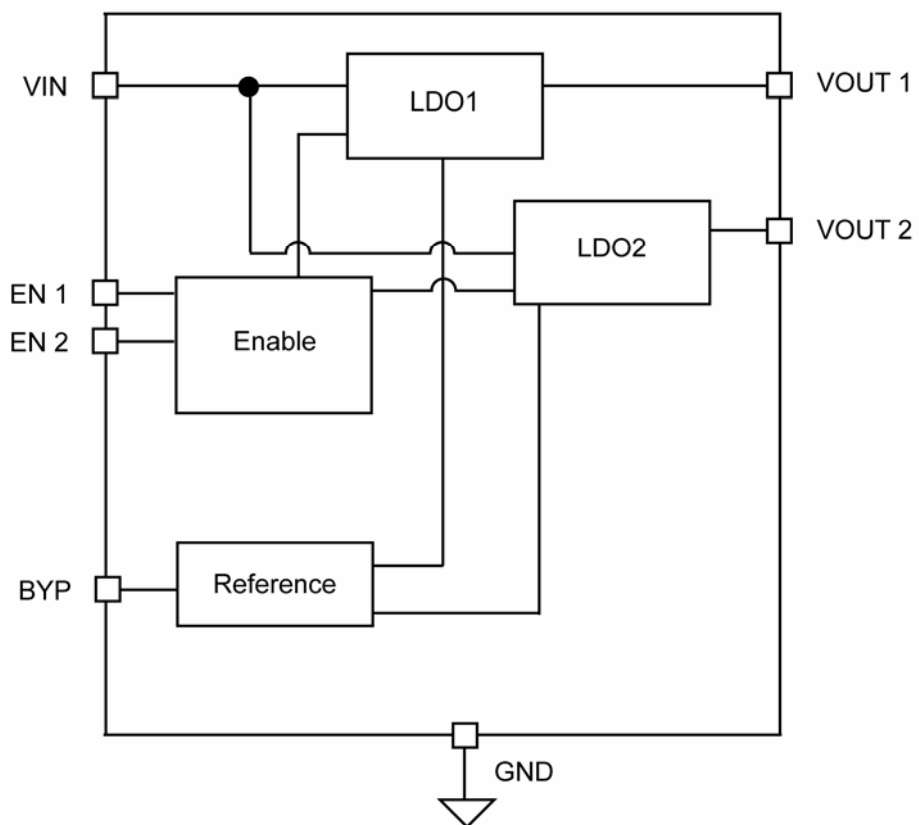 VIN
LDO1
VOUT 1
LDO2
VOUT 2
EN 1
EN 2
Enable
BYP
Reference
GND